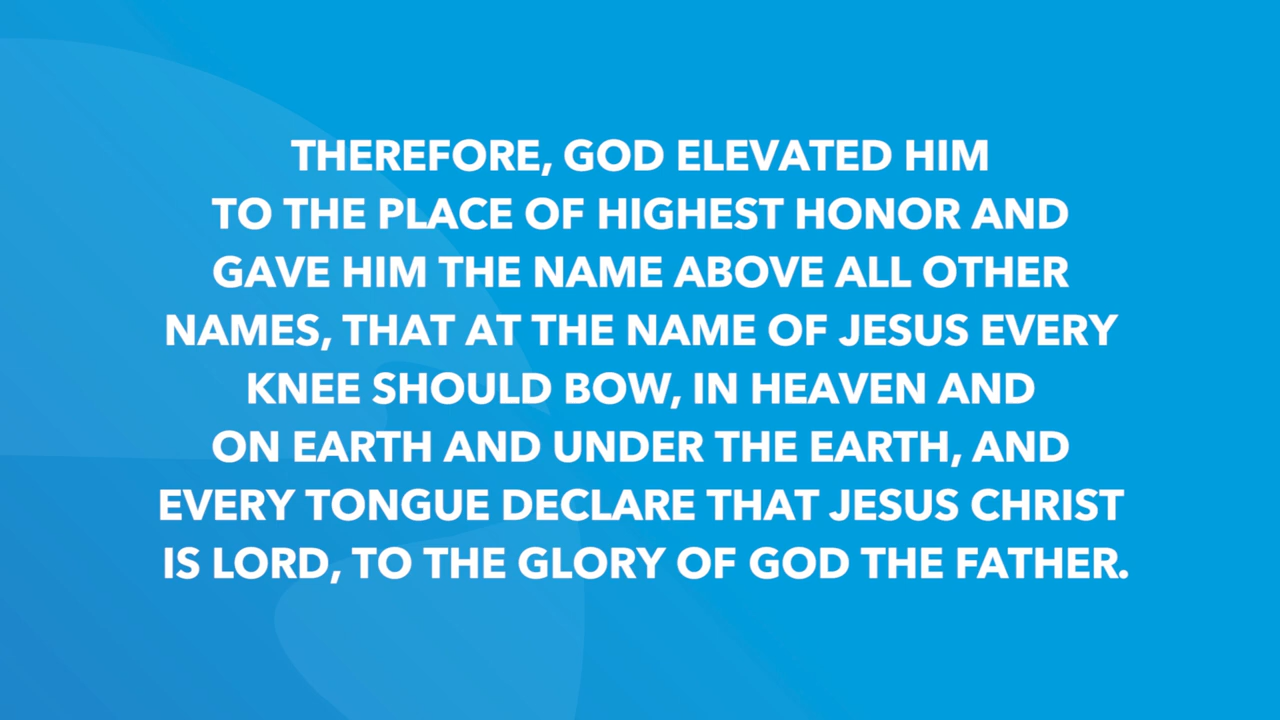 THEREFORE, GOD ELEVATED HIM
TO THE PLACE OF HIGHEST HONOR AND
GAVE HIM THE NAME ABOVE ALL OTHER
NAMES, THAT AT THE NAME OF JESUS EVERY
KNEE SHOULD BOW, IN HEAVEN AND
ON EARTH AND UNDER THE EARTH, AND
EVERY TONGUE DECLARE THAT JESUS CHRIST
IS LORD, TO THE GLORY OF GOD THE FATHER.